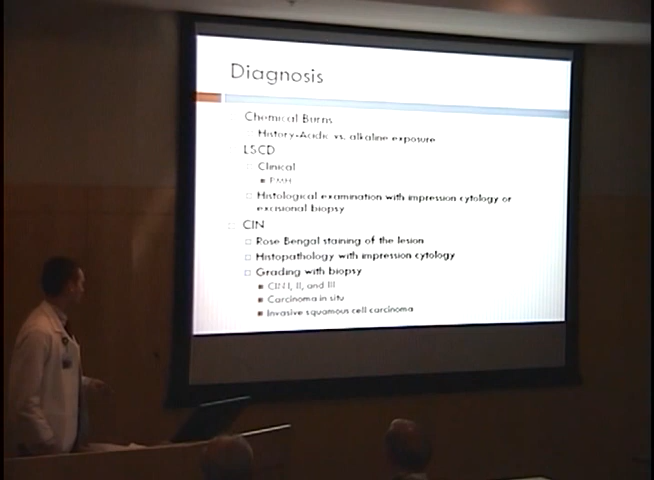 Diagnosis
Chemical Burns
History-Acidic vs. alkaline exposure
LSCD
Clinical
PMH
Histological examination with impression cytology or
excisional biopsy
CIN
Rose Bengal staining of the lesion
Histopathology with impression cytology
Grading with biopsy
CIN I, II, and III
Carcinoma in situ
Invasive squamous cell carcinoma